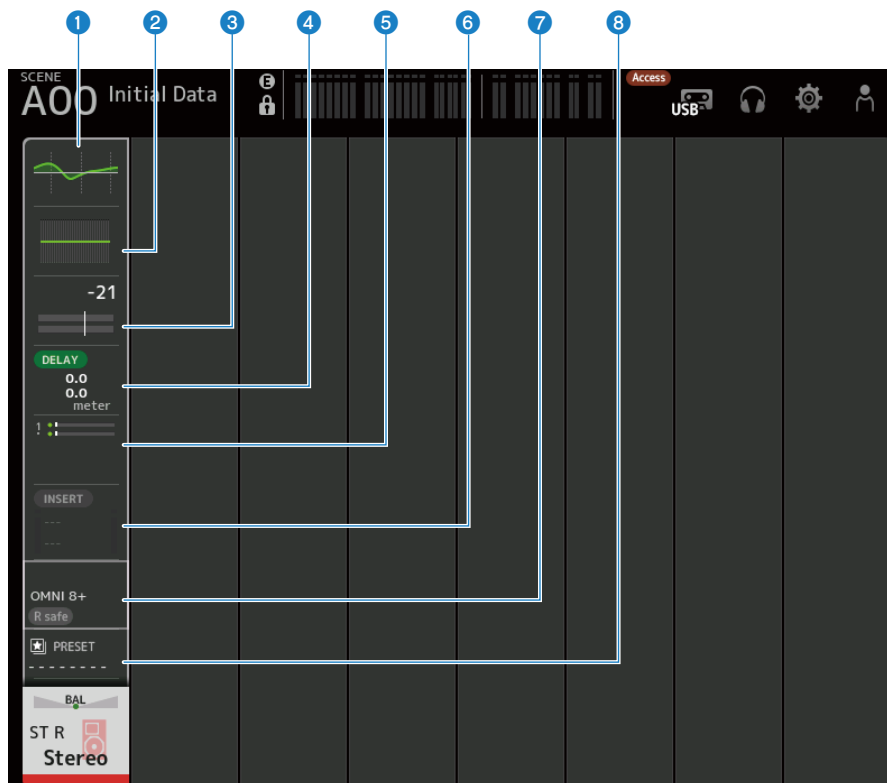 1 2 3 4 5 6 7 8
SCENE
A00 Initial Data
E
Access
USB
-21
DELAY
0.0
0.0
meter
!
INSERT
---
---
OMNI 8+
R safe
PRESET
--------
BAL
ST R
Stereo